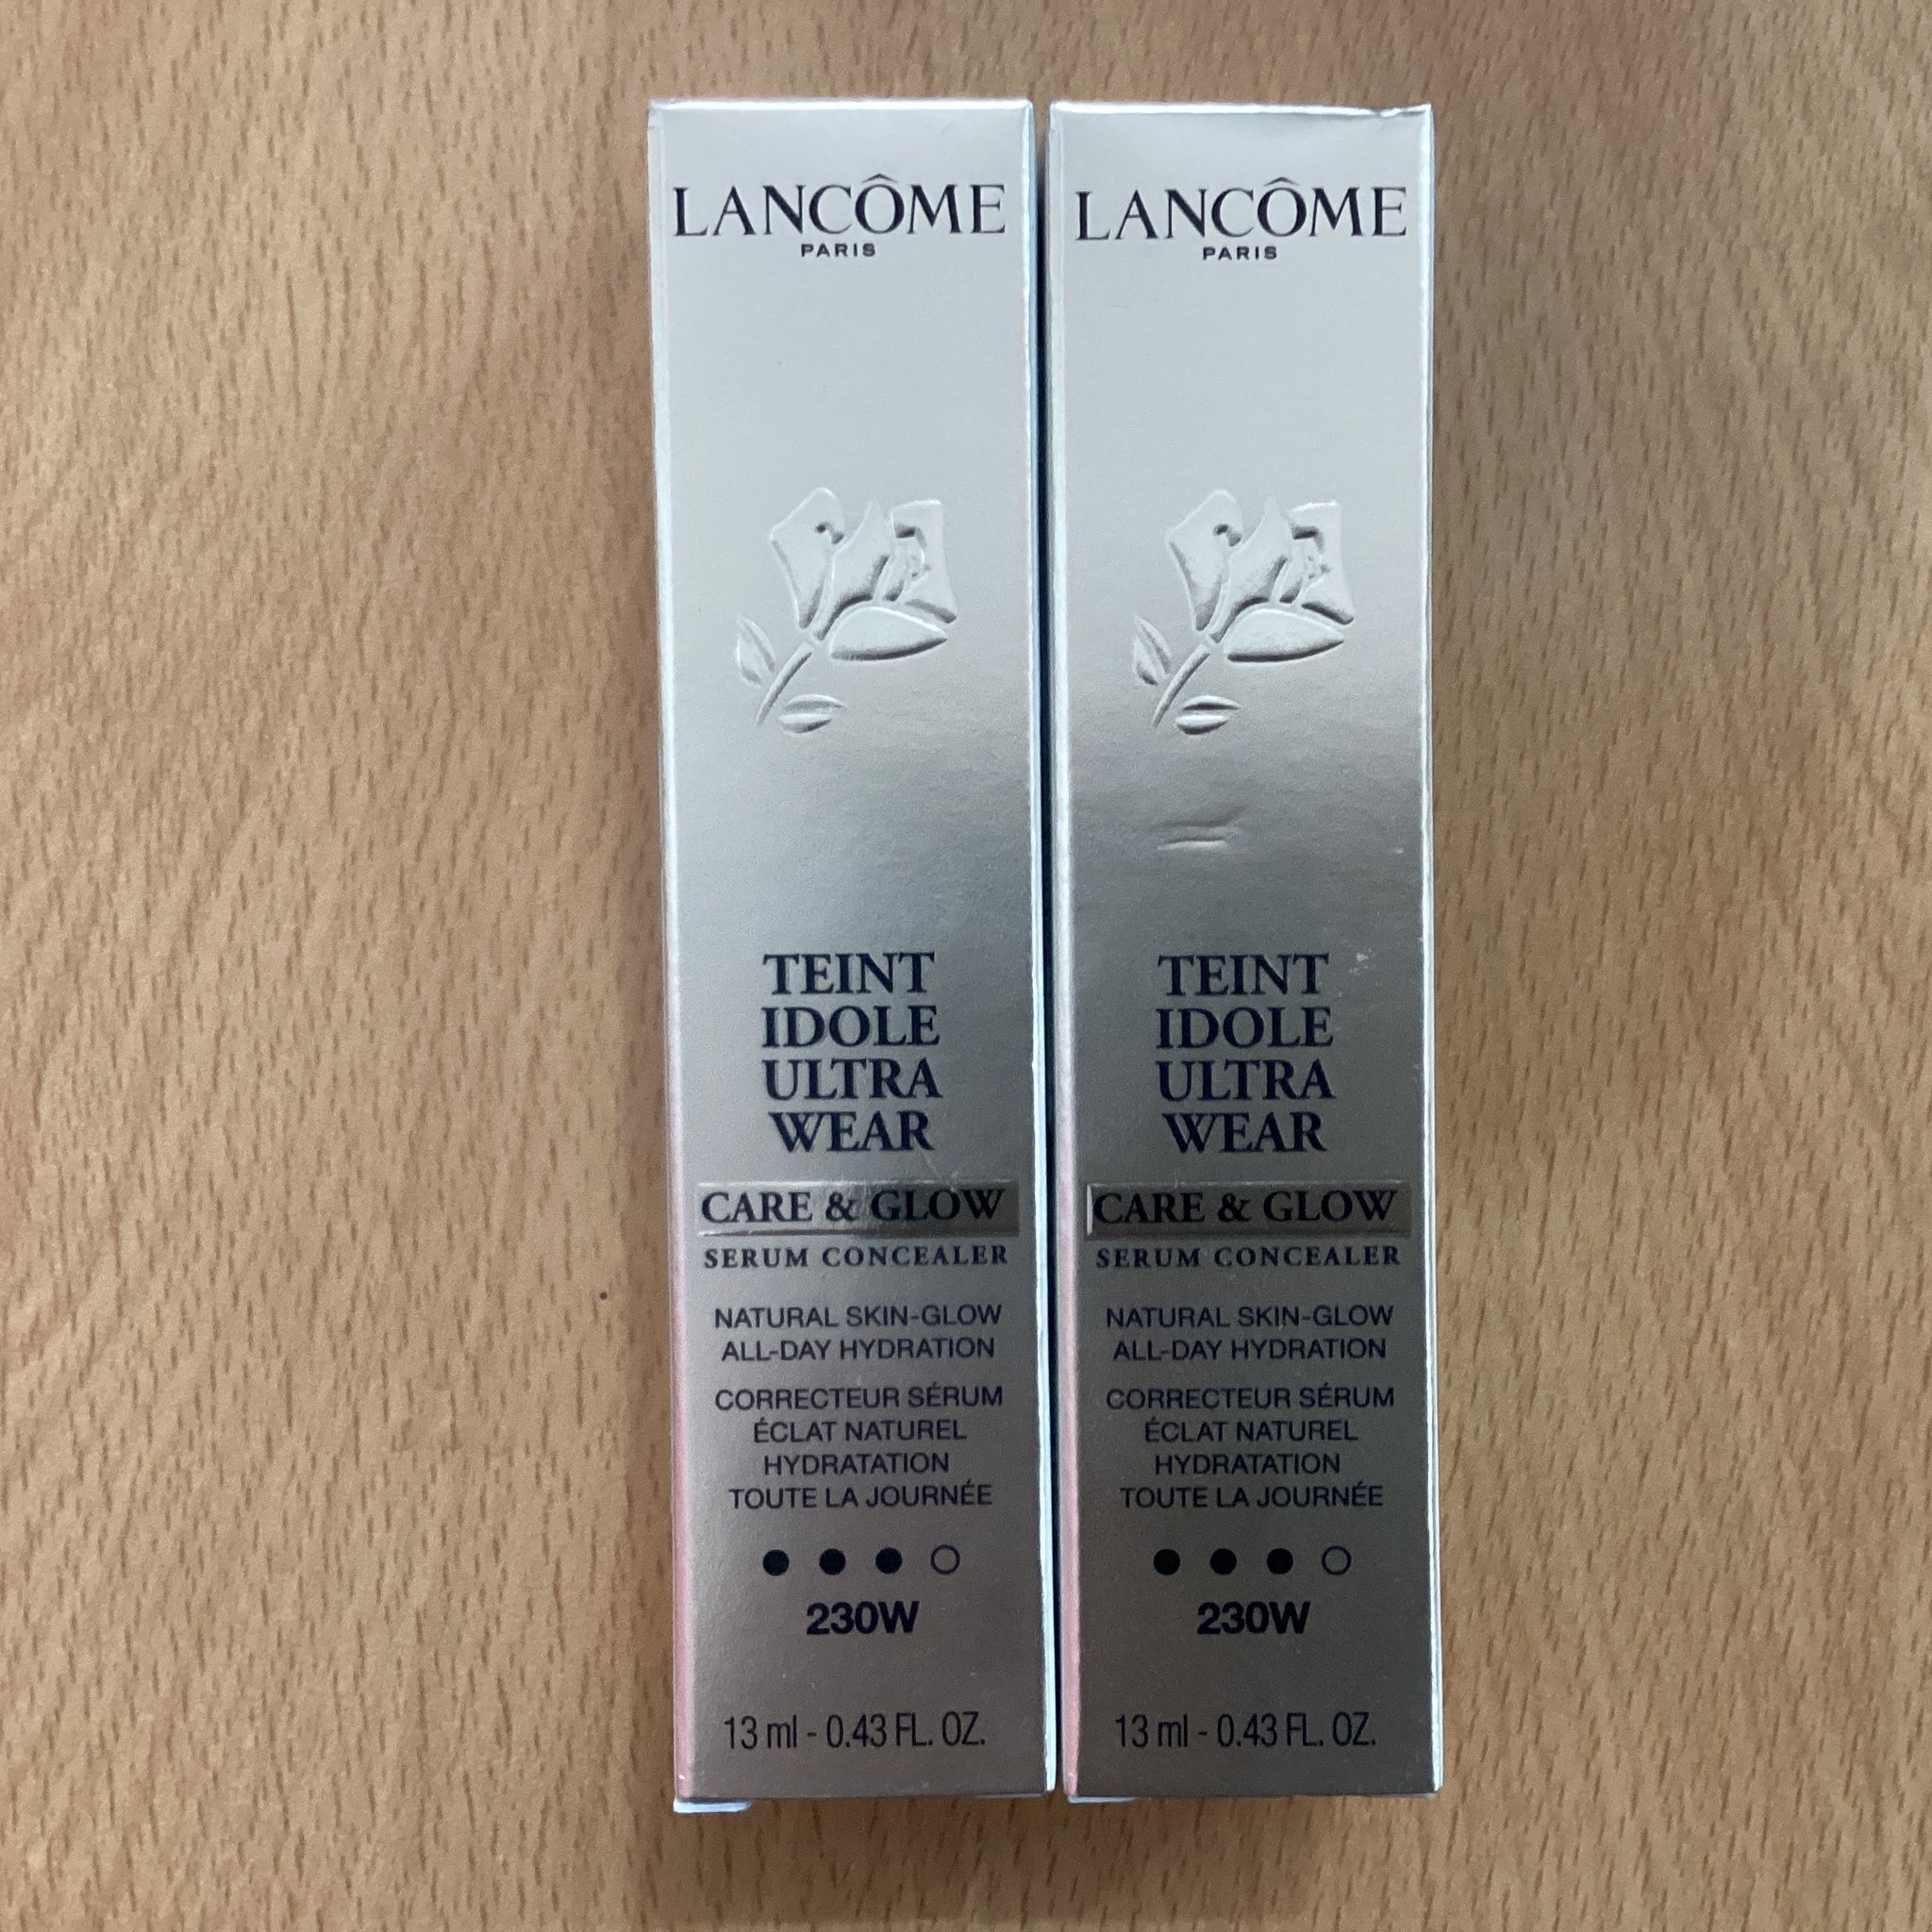 LANCÔME
PARIS
TEINT
IDOLE
ULTRA
WEAR
CARE & GLOW
SERUM CONCEALER
NATURAL SKIN-GLOW
ALL-DAY HYDRATION
CORRECTEUR SÉRUM
ÉCLAT NATUREL
HYDRATATION
TOUTE LA JOURNÉE
230W
13 ml - 0.43 FL. OZ.
LANCÔME
PARIS
TEINT
IDOLE
ULTRA
WEAR
CARE & GLOW
SERUM CONCEALER
NATURAL SKIN-GLOW
ALL-DAY HYDRATION
CORRECTEUR SÉRUM
ÉCLAT NATUREL
HYDRATATION
TOUTE LA JOURNÉE
230W
13 ml - 0.43 FL. OZ.